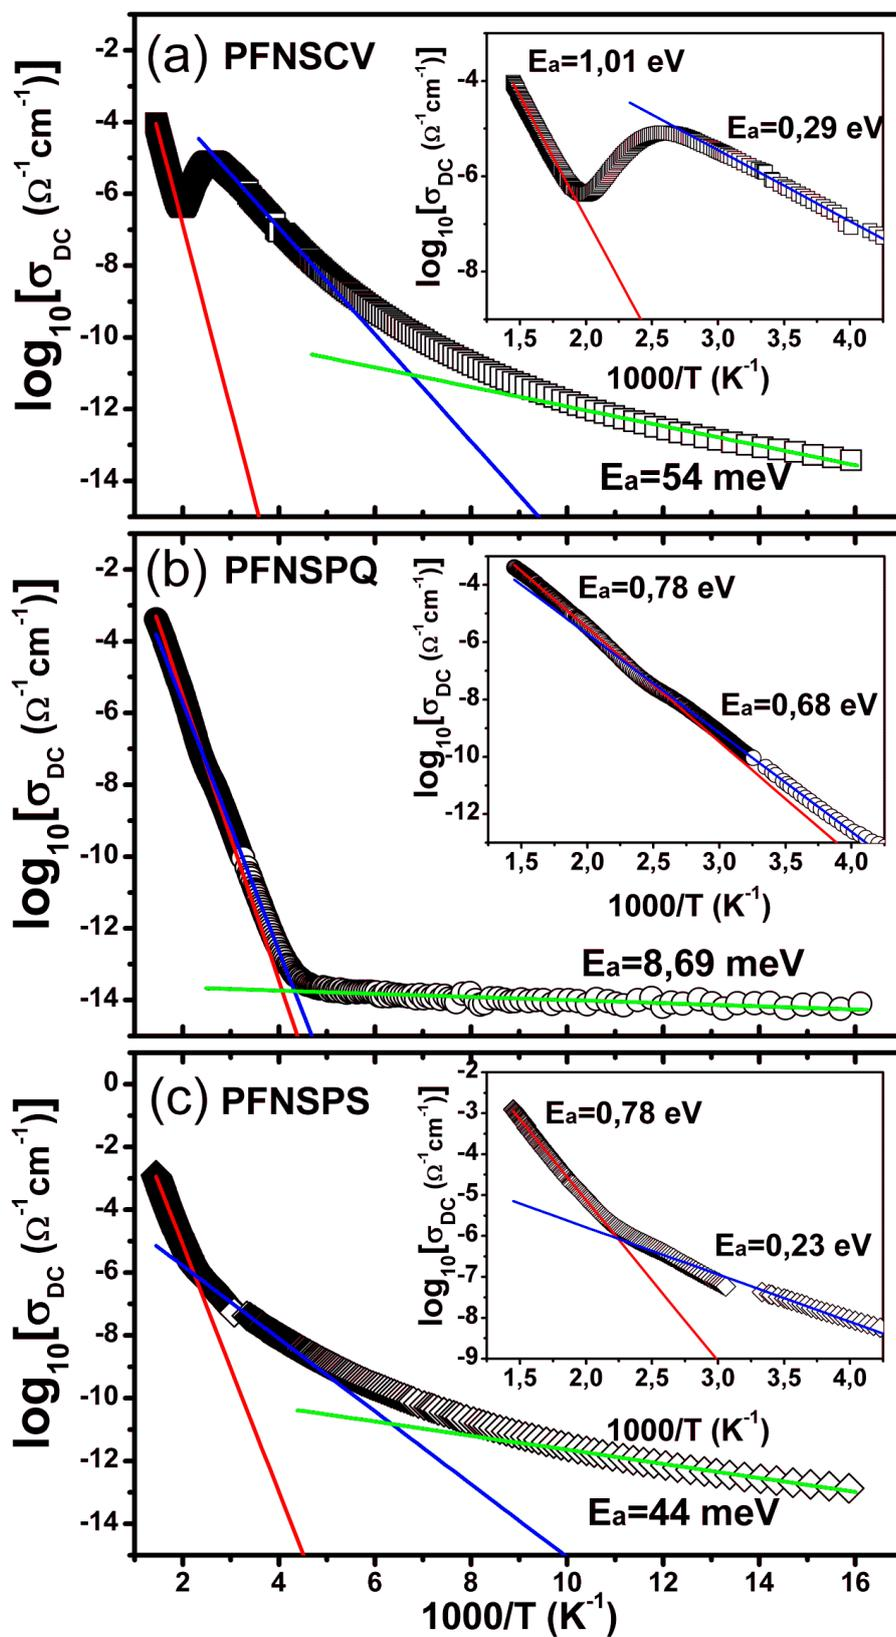 (a) PFNSCV
log10[σDC (Ω-1cm-1)]
-2
-4
-6
-8
-10
-12
-14
Ea=54 meV
log10[σDC (Ω-1cm-1)]
-4
-6
-8
Ea=1,01 eV
Ea=0,29 eV
1,5 2,0 2,5 3,0 3,5 4,0
1000/T (K-1)
(b) PFNSPQ
log10[σDC (Ω-1cm-1)]
-2
-4
-6
-8
-10
-12
-14
Ea=8,69 meV
log10[σDC (Ω-1cm-1)]
-4
-6
-8
-10
-12
Ea=0,78 eV
Ea=0,68 eV
1,5 2,0 2,5 3,0 3,5 4,0
1000/T (K-1)
(c) PFNSPS
log10[σDC (Ω-1cm-1)]
0
-2
-4
-6
-8
-10
-12
-14
Ea=44 meV
log10[σDC (Ω-1cm-1)]
-2
-3
-4
-5
-6
-7
-8
-9
Ea=0,78 eV
Ea=0,23 eV
1,5 2,0 2,5 3,0 3,5 4,0
1000/T (K-1)
2 4 6 8 10 12 14 16
1000/T (K-1)